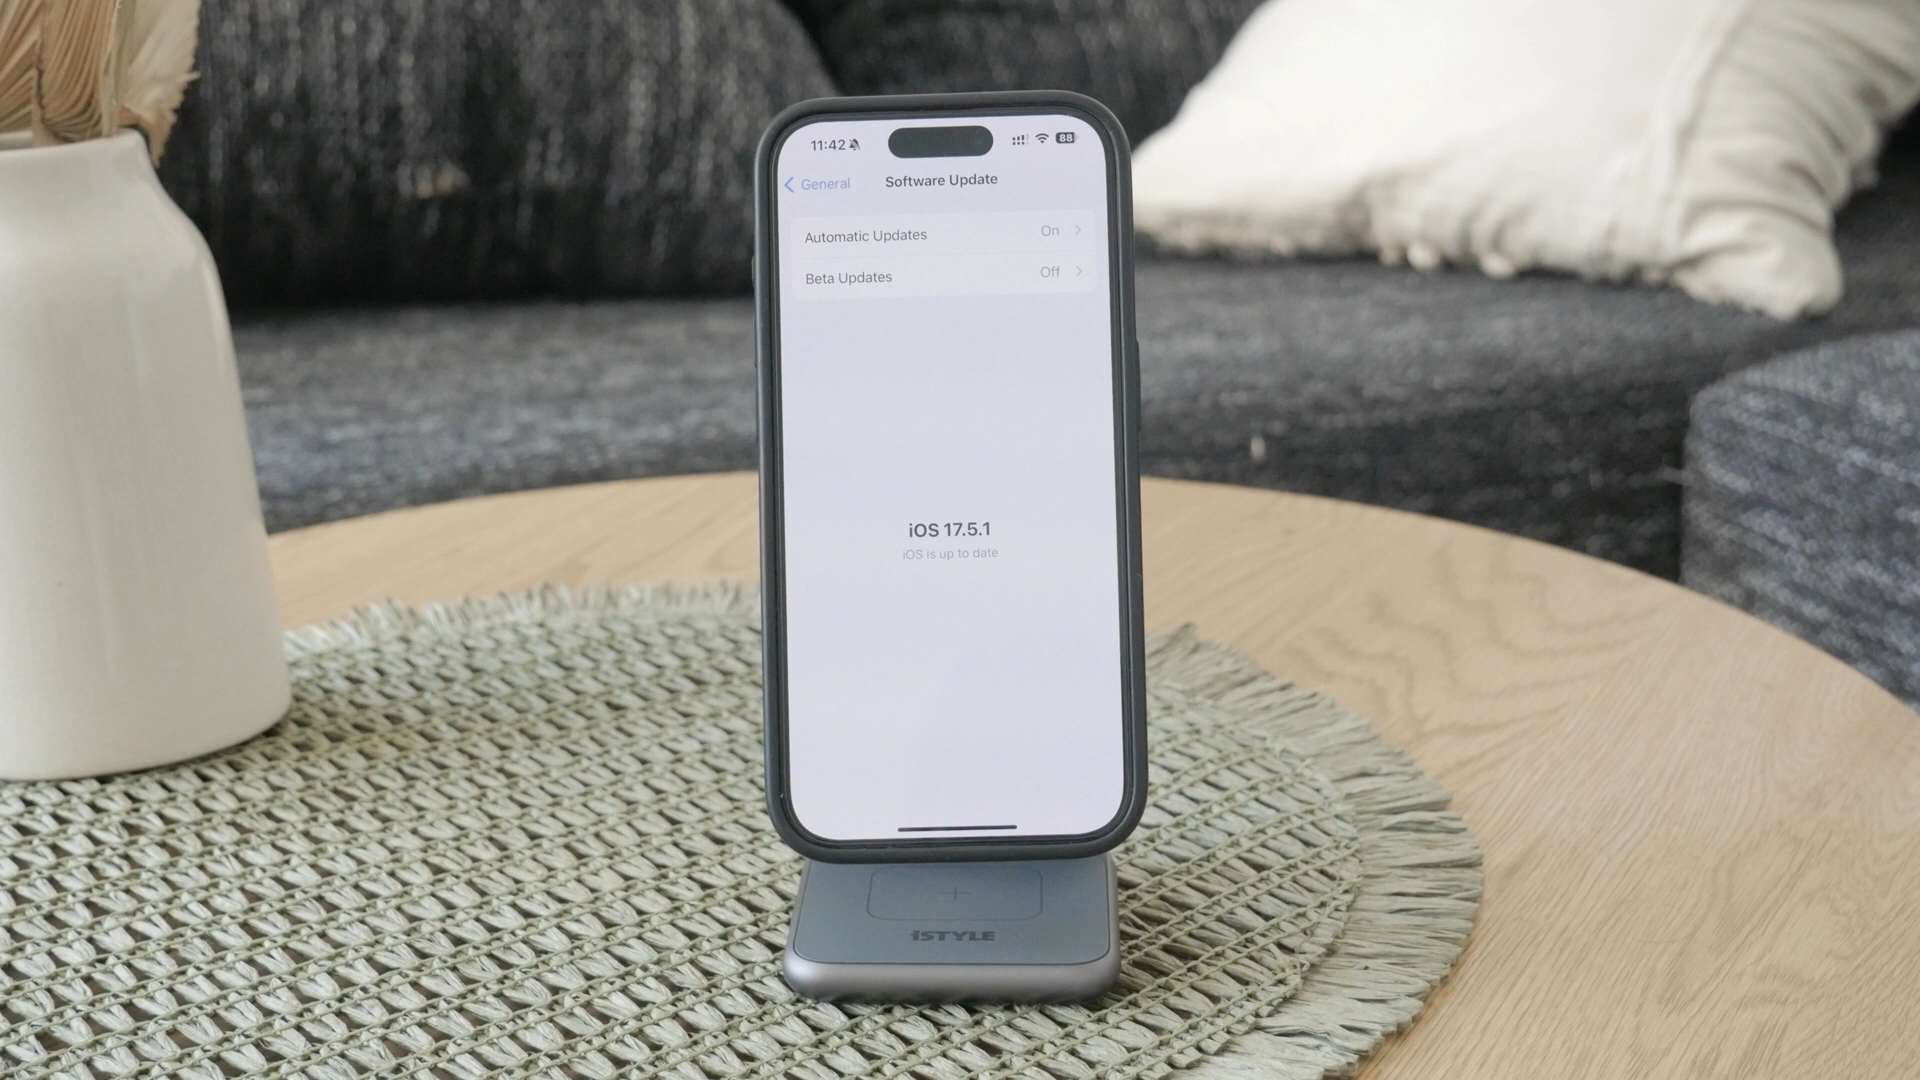 11:42 88
General Software Update
Automatic Updates On
Beta Updates Off
iOS 17.5.1
iOS is up to date
iSTYLE